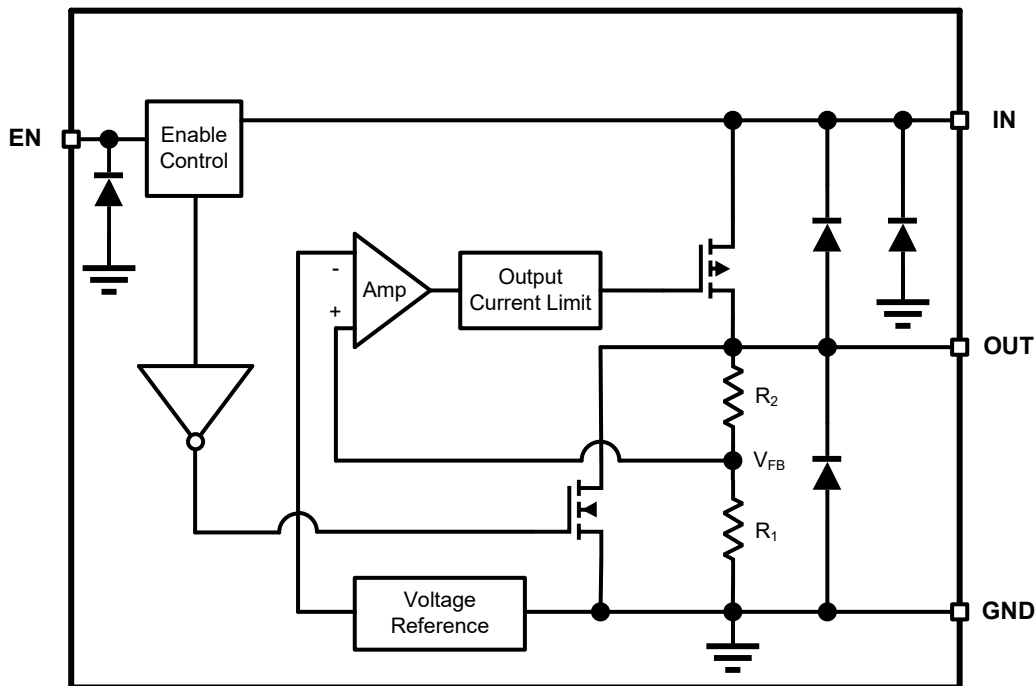 IN
EN
Enable
Control
-
Amp
+
Output
Current Limit
OUT
R2
VFB
R1
Voltage
Reference
GND